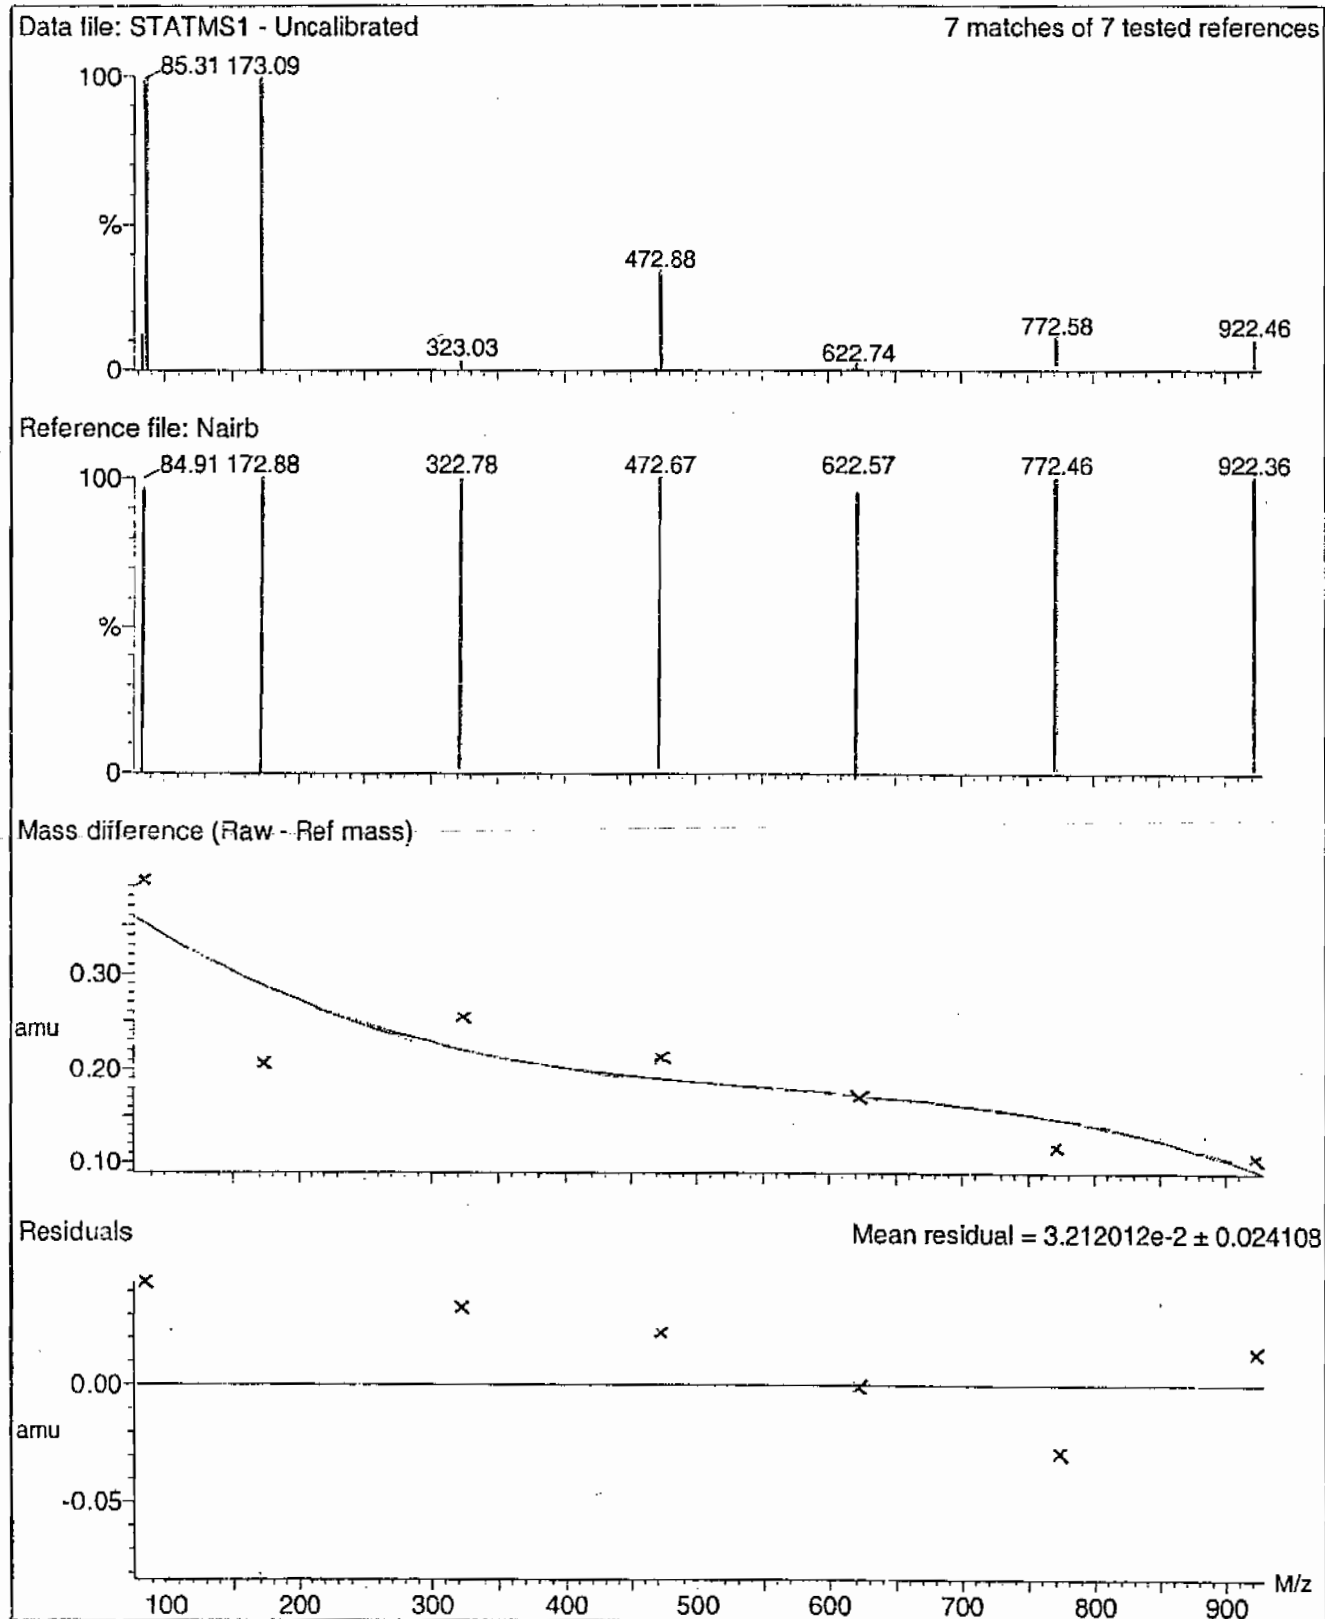 Data file: STATMS1 - Uncalibrated
7 matches of 7 tested references
100
85.31 173.09
%
472.88
323.03
622.74
772.58
922.46
0
Reference file: Nairb
100
84.91 172.88
322.78
472.67
622.57
772.46
922.36
%
0
Mass difference (Raw - Ref mass)
0.30
amu
0.20
0.10
Residuals
Mean residual = 3.212012e-2 ± 0.024108
0.00
amu
-0.05
100 200 300 400 500 600 700 800 900 M/z